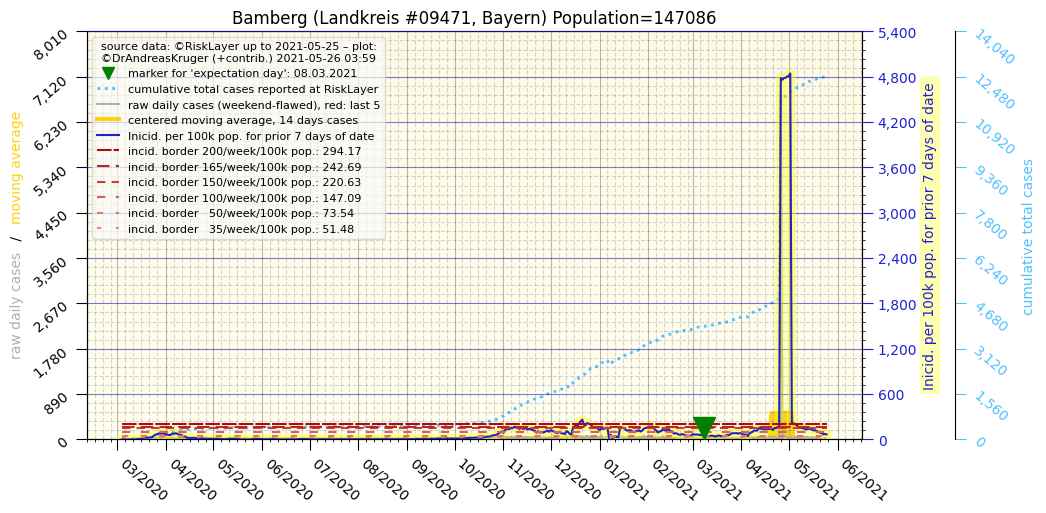 Bamberg (Landkreis #09471, Bayern) Population=147086
source data: ©RiskLayer up to 2021-05-25 – plot:
©DrAndreasKruger (+contrib.) 2021-05-26 03:59
marker for 'expectation day': 08.03.2021
cumulative total cases reported at RiskLayer
raw daily cases (weekend-flawed), red: last 5
centered moving average, 14 days cases
Inicid. per 100k pop. for prior 7 days of date
incid. border 200/week/100k pop.: 294.17
incid. border 165/week/100k pop.: 242.69
incid. border 150/week/100k pop.: 220.63
incid. border 100/week/100k pop.: 147.09
incid. border 50/week/100k pop.: 73.54
incid. border 35/week/100k pop.: 51.48
raw daily cases / moving average
8,010
7,120
6,230
5,340
4,450
3,560
2,670
1,780
890
0
5,400
4,800
4,200
3,600
3,000
2,400
1,800
1,200
600
0
Inicid. per 100k pop. for prior 7 days of date
14,040
12,480
10,920
9,360
7,800
6,240
4,680
3,120
1,560
0
cumulative total cases
03/2020
04/2020
05/2020
06/2020
07/2020
08/2020
09/2020
10/2020
11/2020
12/2020
01/2021
02/2021
03/2021
04/2021
05/2021
06/2021